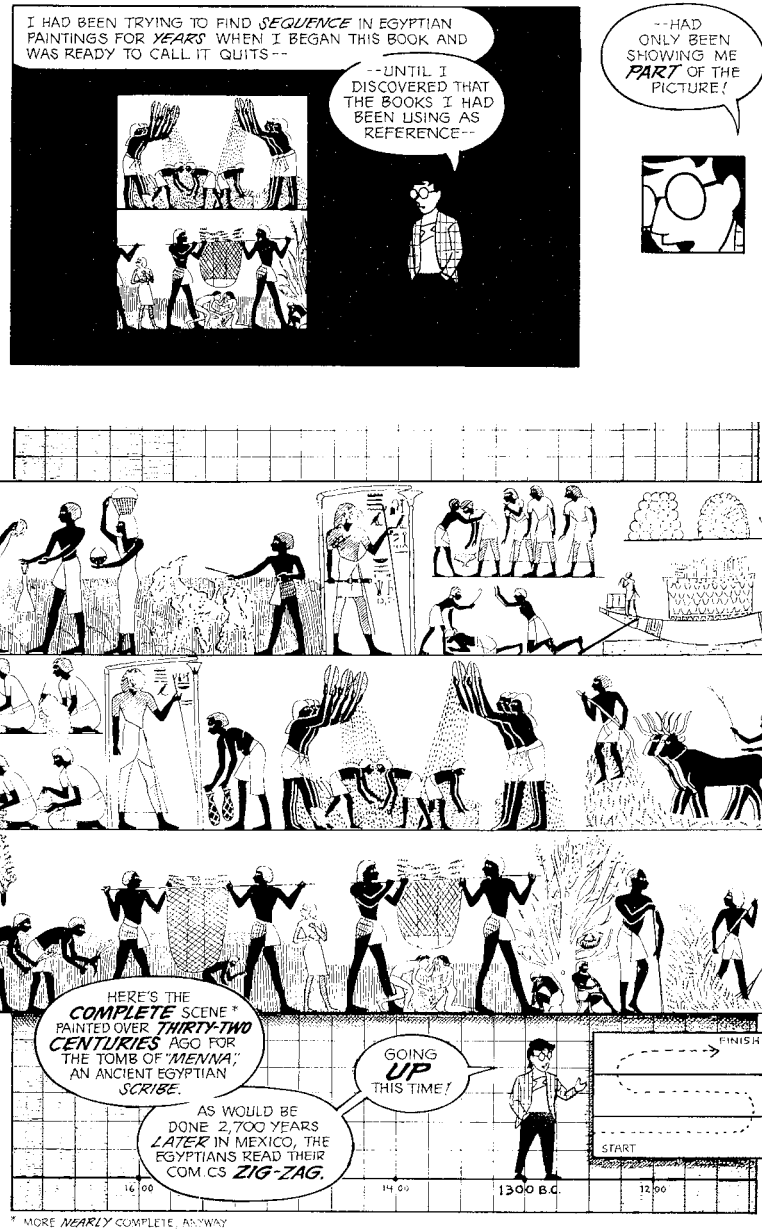 I HAD BEEN TRYING TO FIND SEQUENCE IN EGYPTIAN
PAINTINGS FOR YEARS WHEN I BEGAN THIS BOOK AND
WAS READY TO CALL IT QUITS--
--UNTIL I
DISCOVERED THAT
THE BOOKS I HAD
BEEN USING AS
REFERENCE--
--HAD
ONLY BEEN
SHOWING ME
PART OF THE
PICTURE!
HERE'S THE
COMPLETE SCENE*
PAINTED OVER THIRTY-TWO
CENTURIES AGO FOR
THE TOMB OF "MENNA,"
AN ANCIENT EGYPTIAN
SCRIBE.
AS WOULD BE
DONE 2,700 YEARS
LATER IN MEXICO, THE
EGYPTIANS READ THEIR
COMICS ZIG-ZAG.
GOING
UP
THIS TIME!
FINISH
START
1600
1400
1300 B.C.
1200
* MORE NEARLY COMPLETE, ANYWAY